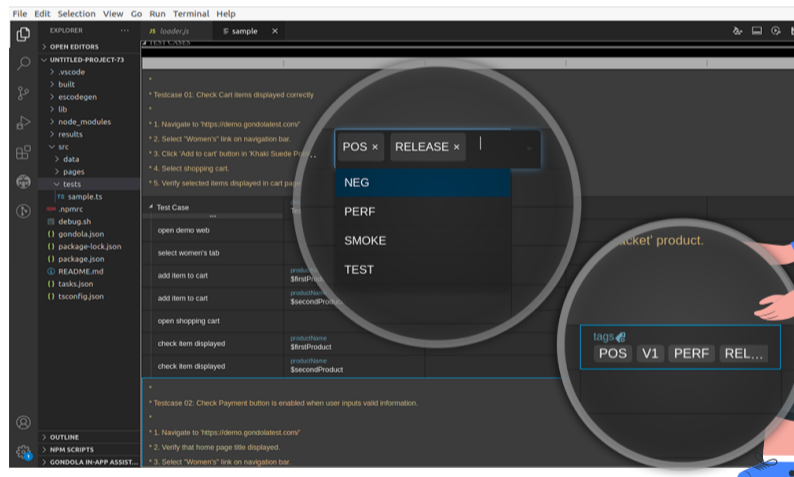 File Edit Selection View Go Run Terminal Help
EXPLORER ...
JS loader.js
sample ×
OPEN EDITORS
UNTITLED-PROJECT-73
.vscode
built
escodegen
lib
node_modules
results
src
data
pages
tests
TS sample.ts
.npmrc
debug.sh
{} gondola.json
{} package-lock.json
{} package.json
README.md
{} tasks.json
{} tsconfig.json
OUTLINE
NPM SCRIPTS
GONDOLA IN-APP ASSIST...
TEST CASES
*
* Testcase 01: Check Cart items displayed correctly
*
* 1. Navigate to 'https://demo.gondolatest.com/'
* 2. Select "Women's" link on navigation bar.
* 3. Click 'Add to cart' button in 'Khaki Suede
* 4. Select shopping cart.
* 5. Verify selected items displayed in cart page
Test Case
...
open demo web
select women's tab
add item to cart
$firstProd
add item to cart
productName
$secondProduct
open shopping cart
check item displayed
productName
$firstProduct
check item displayed
productName
$secondProduct
*
* Testcase 02: Check Payment button is enabled when user inputs valid information.
*
* 1. Navigate to 'https://demo.gondolatest.com/'
* 2. Verify that home page title displayed.
* 3. Select "Women's" link on navigation bar
POS × RELEASE ×
NEG
PERF
SMOKE
TEST
acket' product.
tags
POS V1 PERF REL...